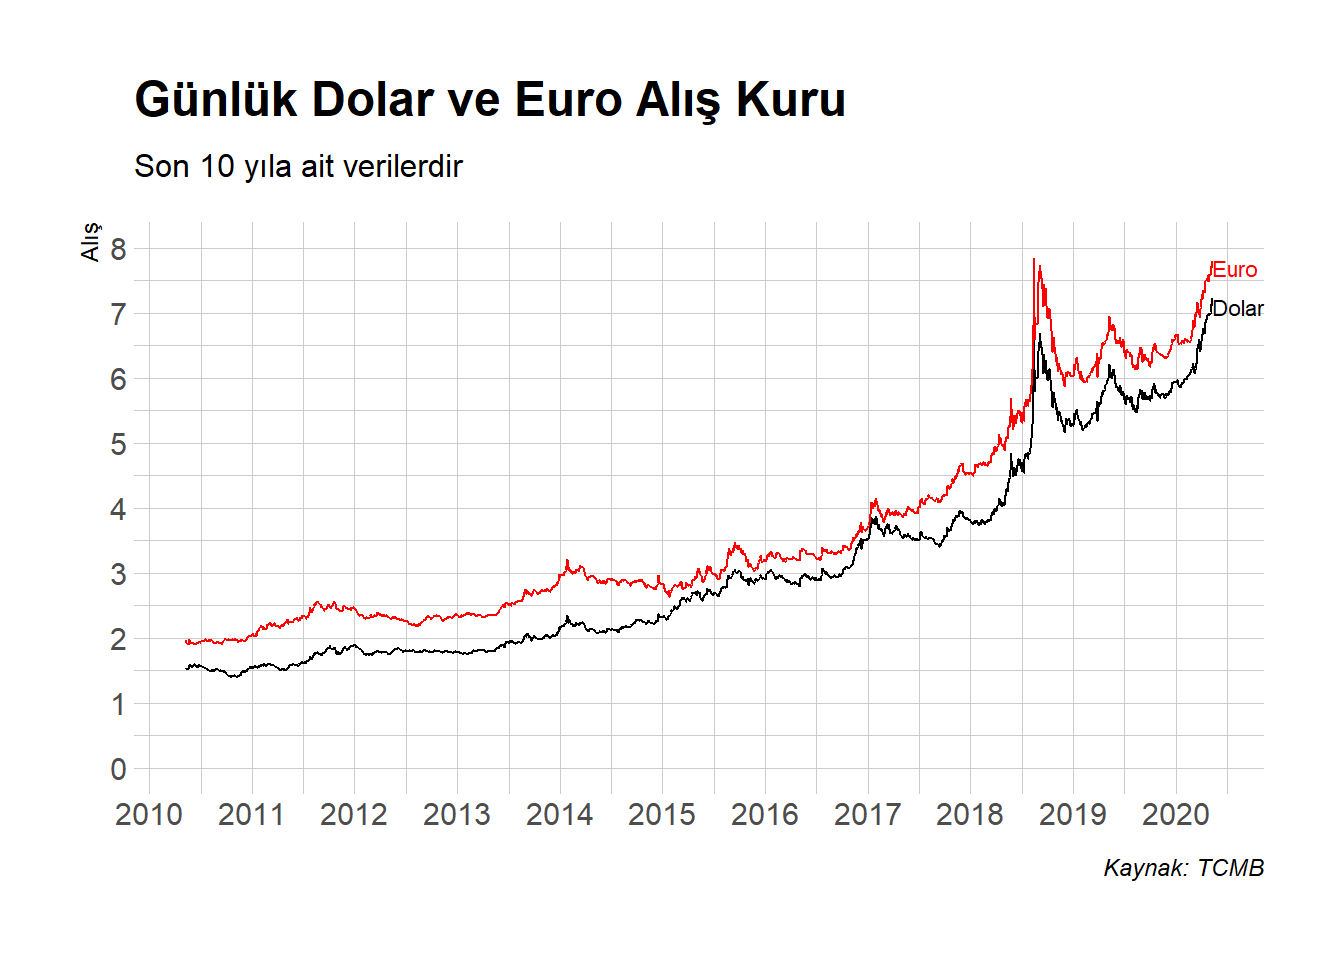 Günlük Dolar ve Euro Alış Kuru
Son 10 yıla ait verilerdir
Alış
8
7
6
5
4
3
2
1
0
Euro
Dolar
2010 2011 2012 2013 2014 2015 2016 2017 2018 2019 2020
Kaynak: TCMB